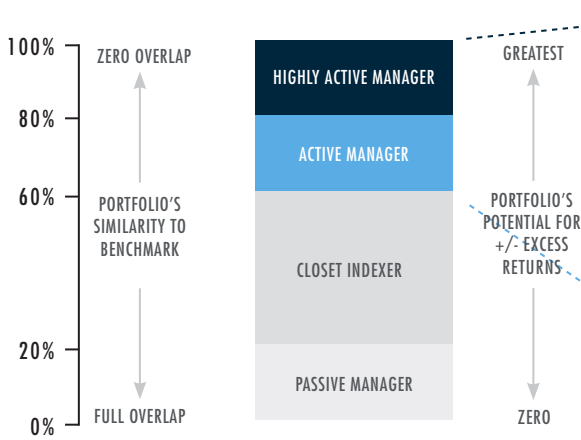 100%
ZERO OVERLAP
HIGHLY ACTIVE MANAGER
GREATEST
80%
ACTIVE MANAGER
60%
PORTFOLIO'S
SIMILARITY TO
BENCHMARK
PORTFOLIO'S
POTENTIAL FOR
+/- EXCESS
RETURNS
CLOSET INDEXER
20%
PASSIVE MANAGER
0%
FULL OVERLAP
ZERO